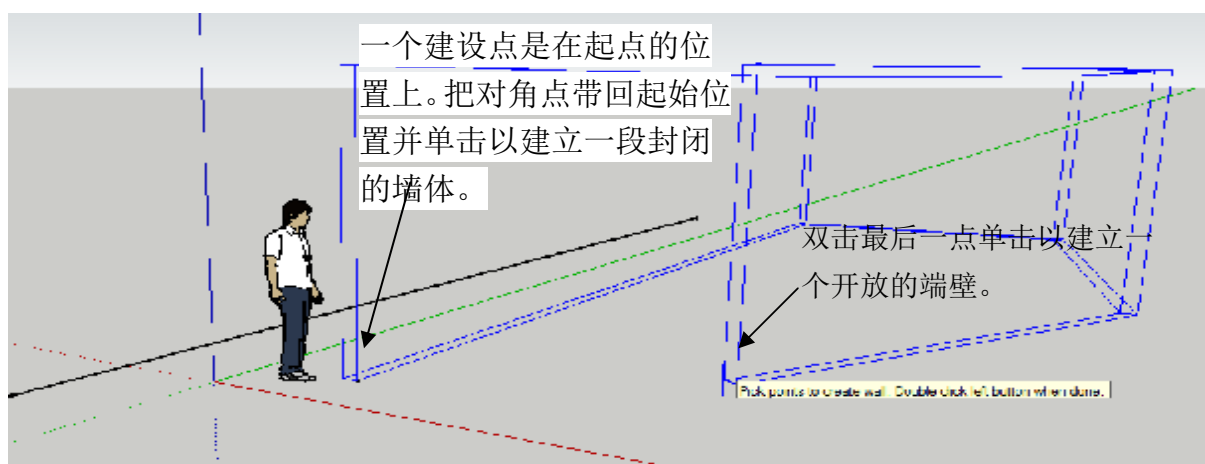 一个建设点是在起点的位
置上。把对角点带回起始位
置并单击以建立一段封闭
的墙体。
双击最后一点单击以建立一
个开放的端壁。
Pick points to create wall. Double click left button when done.